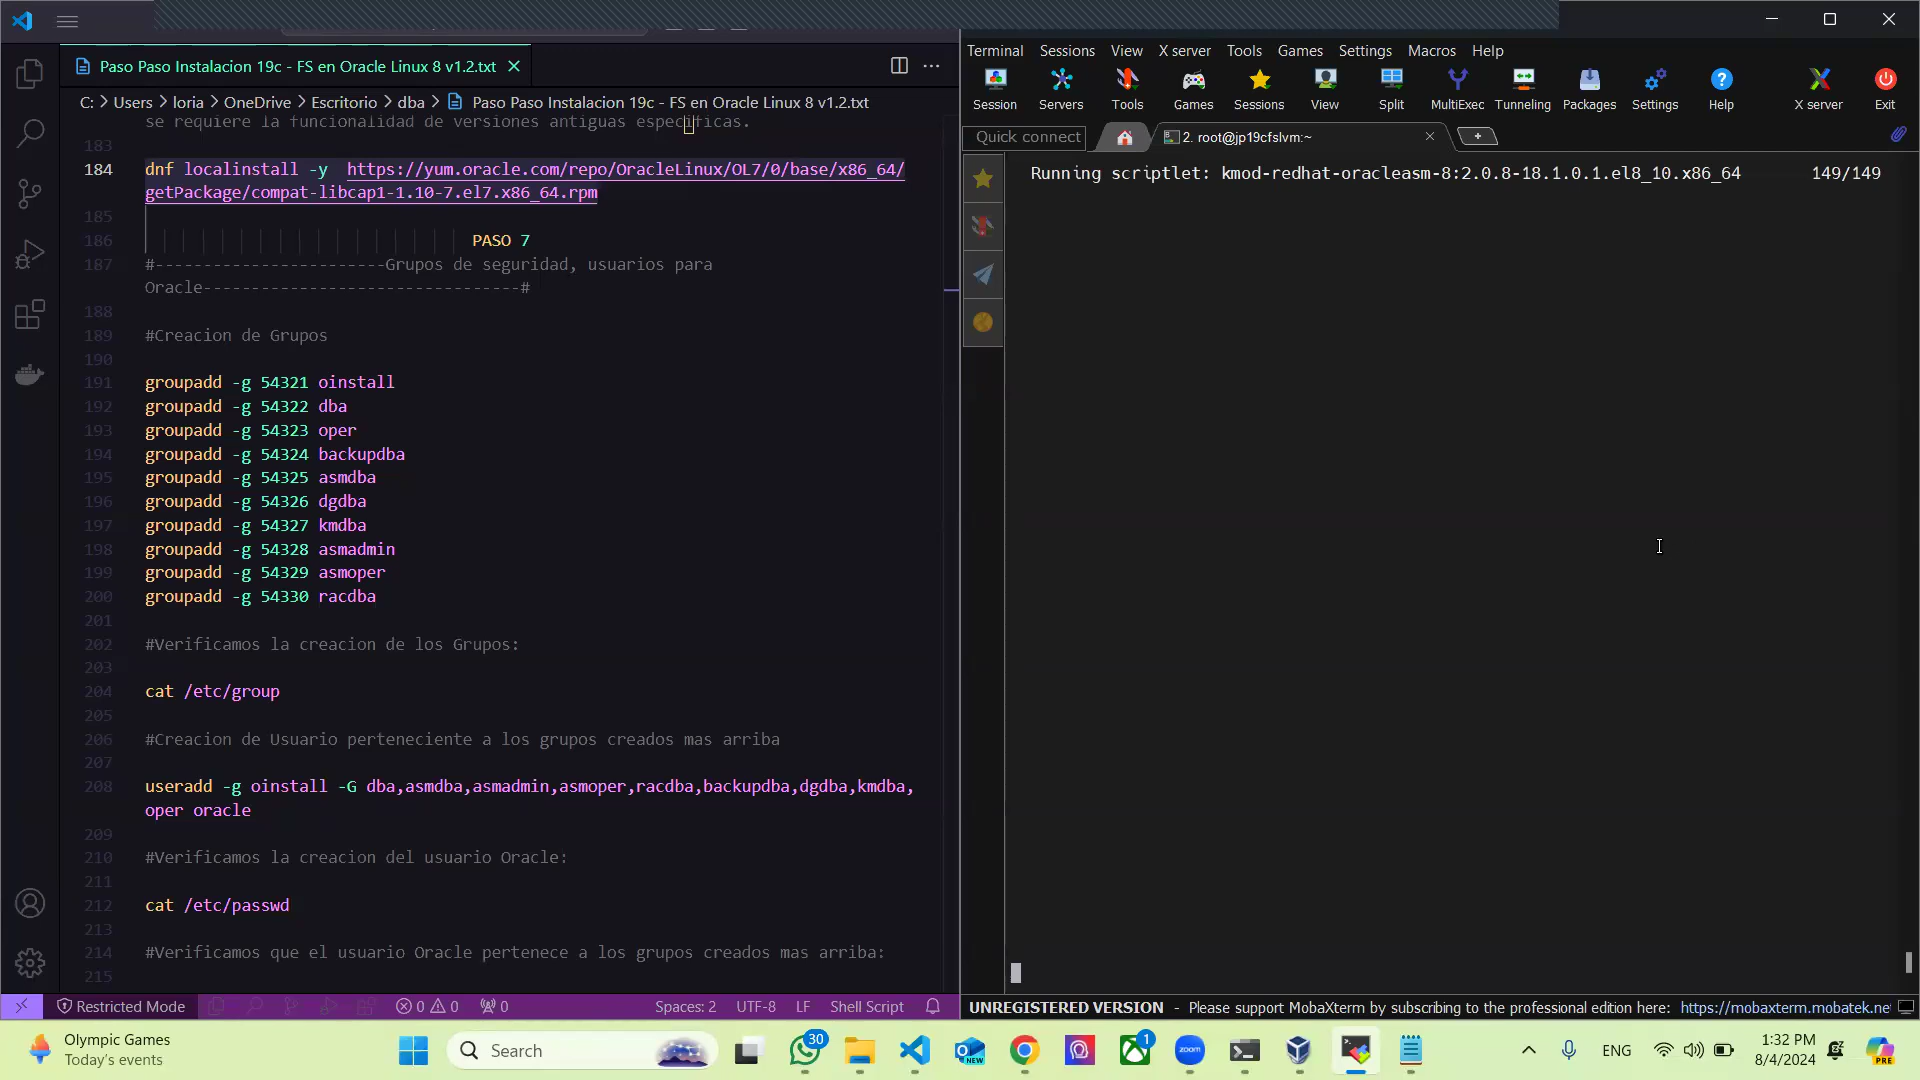 Paso Paso Instalacion 19c - FS en Oracle Linux 8 v1.2.txt
C: > Users > loria > OneDrive > Escritorio > dba > Paso Paso Instalacion 19c - FS en Oracle Linux 8 v1.2.txt
se requiere la funcionalidad de versiones antiguas específicas.
183
184 dnf localinstall -y  https://yum.oracle.com/repo/OracleLinux/OL7/0/base/x86_64/
getPackage/compat-libcap1-1.10-7.el7.x86_64.rpm
185
186 PASO 7
187 #------------------------Grupos de seguridad, usuarios para
Oracle---------------------------------#
188
189 #Creacion de Grupos
190
191 groupadd -g 54321 oinstall
192 groupadd -g 54322 dba
193 groupadd -g 54323 oper
194 groupadd -g 54324 backupdba
195 groupadd -g 54325 asmdba
196 groupadd -g 54326 dgdba
197 groupadd -g 54327 kmdba
198 groupadd -g 54328 asmadmin
199 groupadd -g 54329 asmoper
200 groupadd -g 54330 racdba
201
202 #Verificamos la creacion de los Grupos:
203
204 cat /etc/group
205
206 #Creacion de Usuario perteneciente a los grupos creados mas arriba
207
208 useradd -g oinstall -G dba,asmdba,asmadmin,asmoper,racdba,backupdba,dgdba,kmdba,
oper oracle
209
210 #Verificamos la creacion del usuario Oracle:
211
212 cat /etc/passwd
213
214 #Verificamos que el usuario Oracle pertenece a los grupos creados mas arriba:
215
Restricted Mode 0 0 0 Spaces: 2 UTF-8 LF Shell Script
Terminal Sessions View X server Tools Games Settings Macros Help
Session Servers Tools Games Sessions View Split MultiExec Tunneling Packages Settings Help X server Exit
Quick connect 2. root@jp19cfslvm:~
Running scriptlet: kmod-redhat-oracleasm-8:2.0.8-18.1.0.1.el8_10.x86_64 149/149
UNREGISTERED VERSION - Please support MobaXterm by subscribing to the professional edition here: https://mobaxterm.mobatek.ne
Olympic Games
Today's events
Search
30
NEW
1
zoom
ENG
1:32 PM
8/4/2024
PRE